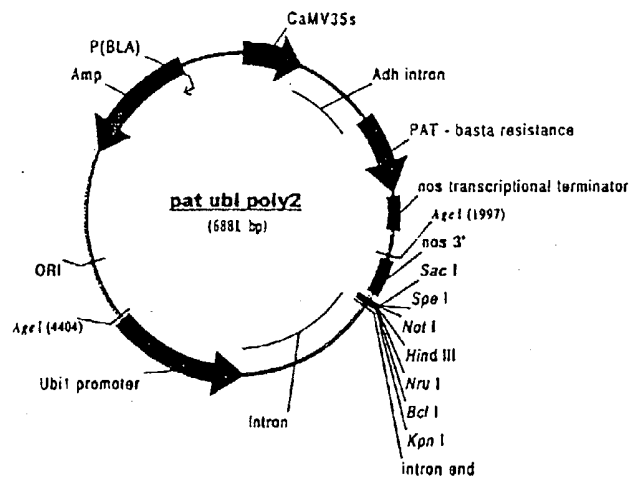 CaMV35s
P(BLA)
Amp
Adh intron
PAT - basta resistance
pat ubi poly2
(6881 bp)
nos transcriptional terminator
Age I (1997)
nos 3'
Sac I
Spe I
Not I
Hind III
Nru I
Bcl I
Kpn I
intron end
ORI
Age I (4404)
Ubi1 promoter
Intron